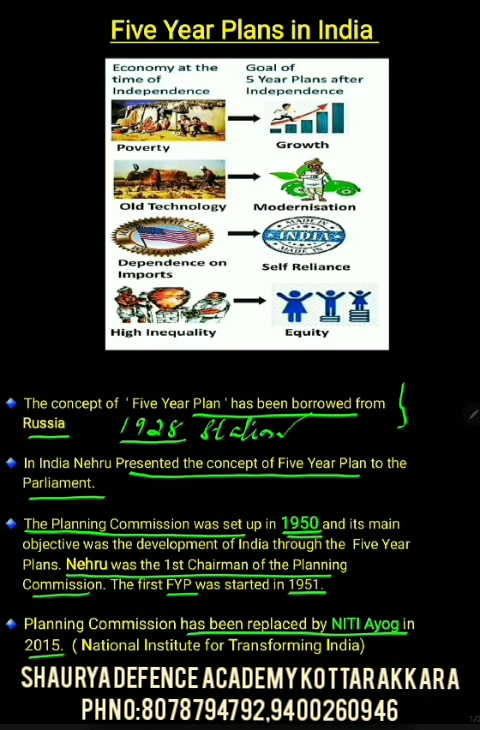 Five Year Plans in India
Economy at the time of Independence
Goal of 5 Year Plans after Independence
Poverty
Growth
Old Technology
Modernisation
Dependence on Imports
MADE IN
INDIA
MADE IN
Self Reliance
High Inequality
Equity
The concept of ' Five Year Plan ' has been borrowed from
Russia
1928
In India Nehru Presented the concept of Five Year Plan to the
Parliament.
The Planning Commission was set up in 1950 and its main
objective was the development of India through the Five Year
Plans. Nehru was the 1st Chairman of the Planning
Commission. The first FYP was started in 1951.
Planning Commission has been replaced by NITI Ayog in
2015. ( National Institute for Transforming India)
SHAURYA DEFENCE ACADEMY KOTTARAKKARA
PHNO:8078794792,9400260946